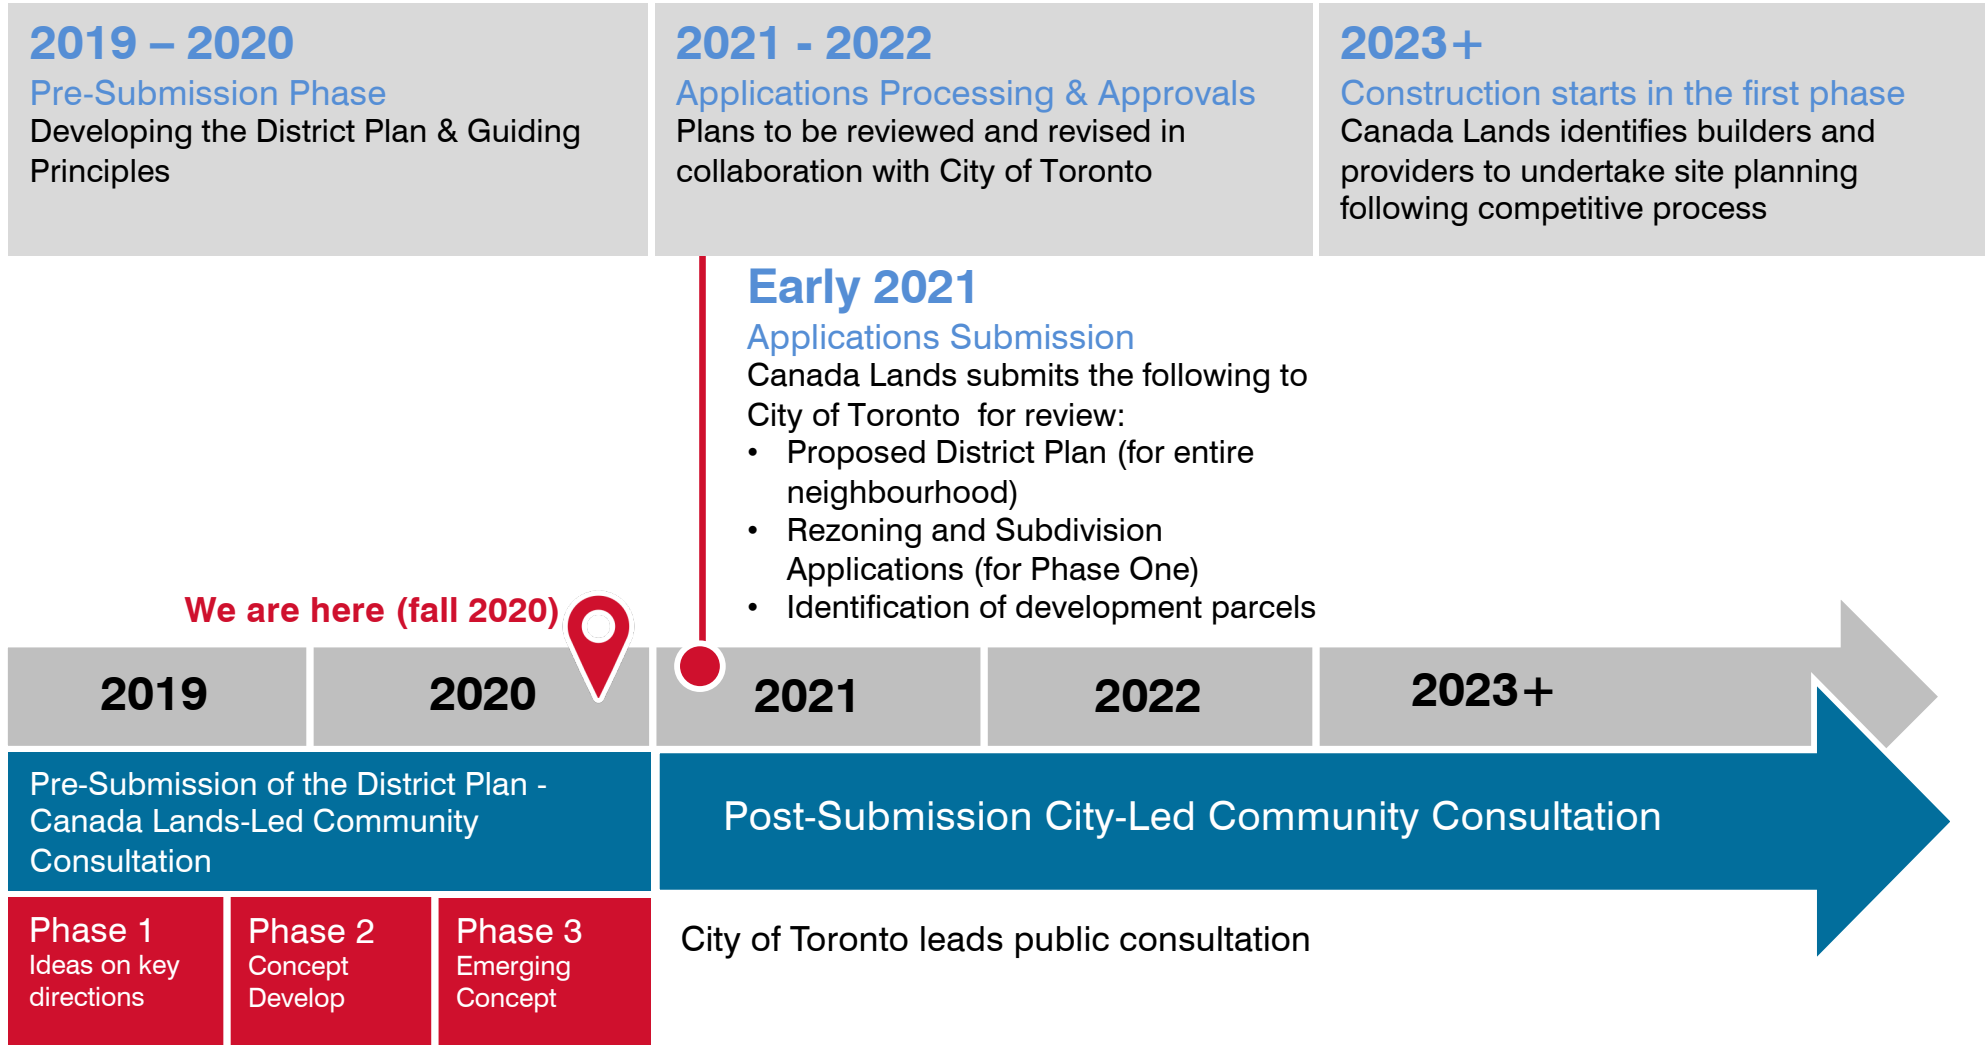 2019 – 2020
Pre-Submission Phase
Developing the District Plan & Guiding
Principles
2021 - 2022
Applications Processing & Approvals
Plans to be reviewed and revised in
collaboration with City of Toronto
2023+
Construction starts in the first phase
Canada Lands identifies builders and
providers to undertake site planning
following competitive process
Early 2021
Applications Submission
Canada Lands submits the following to
City of Toronto  for review:
• Proposed District Plan (for entire
neighbourhood)
• Rezoning and Subdivision
Applications (for Phase One)
• Identification of development parcels
We are here (fall 2020)
2019
2020
2021
2022
2023+
Pre-Submission of the District Plan -
Canada Lands-Led Community
Consultation
Post-Submission City-Led Community Consultation
Phase 1
Ideas on key
directions
Phase 2
Concept
Develop
Phase 3
Emerging
Concept
City of Toronto leads public consultation